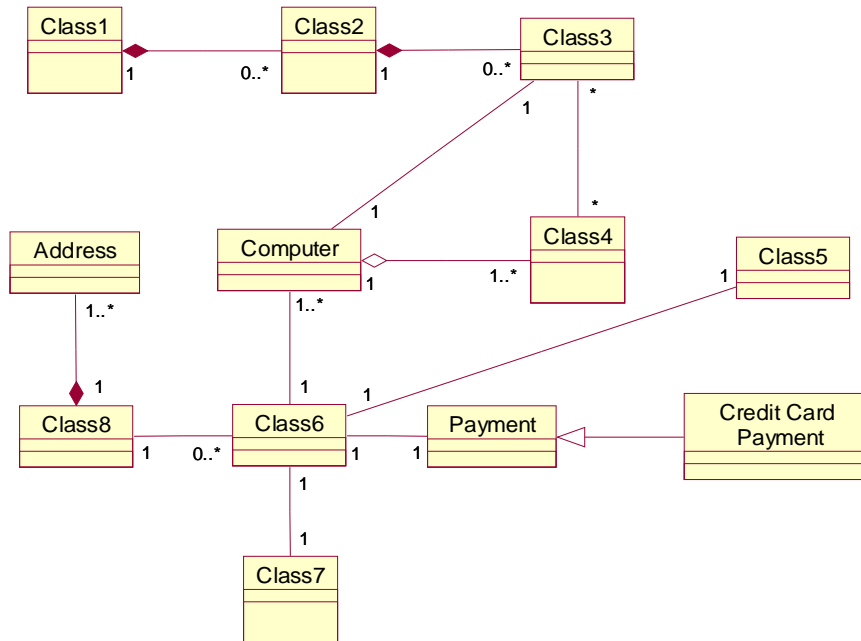 Class1
Class2
Class3
1
0..*
1
0..*
*
1
1
*
Address
Computer
Class4
Class5
1..*
1
1..*
1
1..*
1
1
1
Class8
Class6
Payment
Credit Card
Payment
1
0..*
1
1
1
1
Class7